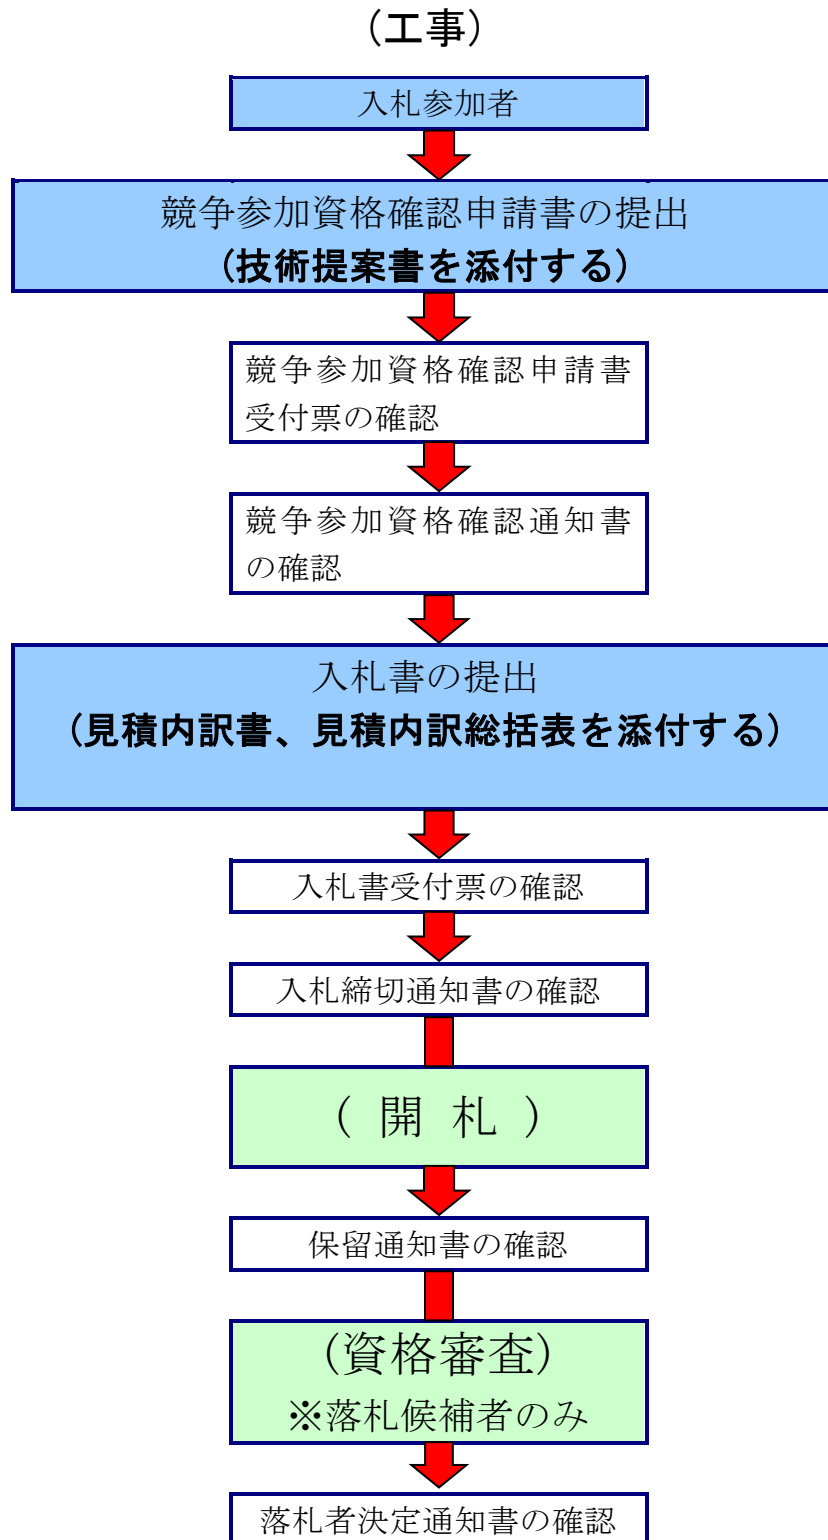 (工事)
入札参加者
競争参加資格確認申請書の提出
(技術提案書を添付する)
競争参加資格確認申請書
受付票の確認
競争参加資格確認通知書
の確認
入札書の提出
(見積内訳書、見積内訳総括表を添付する)
入札書受付票の確認
入札締切通知書の確認
( 開 札 )
保留通知書の確認
(資格審査)
※落札候補者のみ
落札者決定通知書の確認